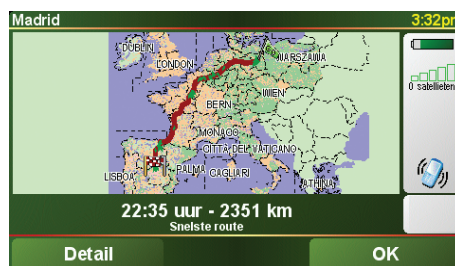 Madrid
3:32pm
DUBLIN
LONDON
WARSZAWA
WIEN
BERN
MONACO
CITTÀ DEL VATICANO
LISBOA
PALMA
CAGLIARI
ATHINA
0 satellieten
22:35 uur - 2351 km
Snelste route
Detail
OK